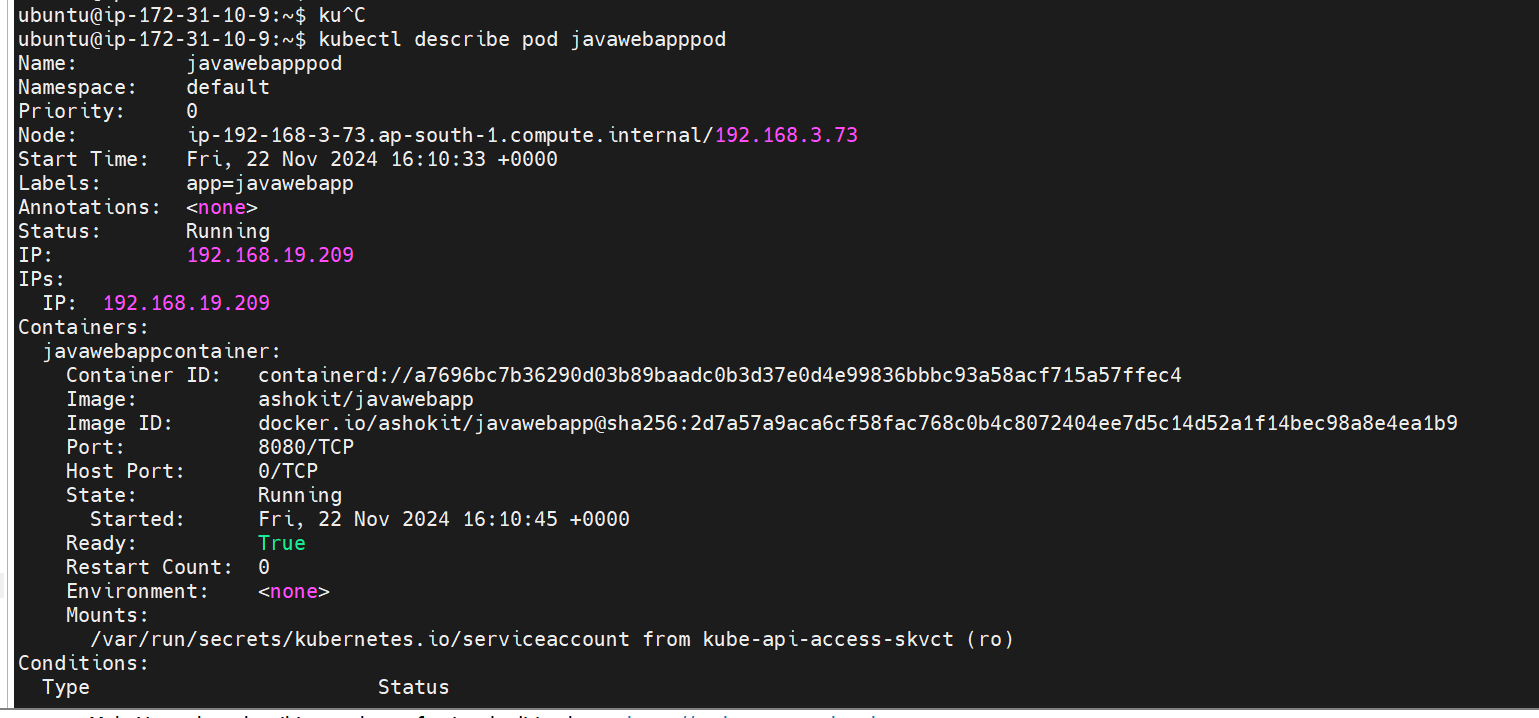 ubuntu@ip-172-31-10-9:~$ ku^C
ubuntu@ip-172-31-10-9:~$ kubectl describe pod javawebapppod
Name:         javawebapppod
Namespace:    default
Priority:     0
Node:         ip-192-168-3-73.ap-south-1.compute.internal/192.168.3.73
Start Time:   Fri, 22 Nov 2024 16:10:33 +0000
Labels:       app=javawebapp
Annotations:  <none>
Status:       Running
IP:           192.168.19.209
IPs:
  IP:  192.168.19.209
Containers:
  javawebappcontainer:
    Container ID:   containerd://a7696bc7b36290d03b89baadc0b3d37e0d4e99836bbbc93a58acf715a57ffec4
    Image:          ashokit/javawebapp
    Image ID:       docker.io/ashokit/javawebapp@sha256:2d7a57a9aca6cf58fac768c0b4c8072404ee7d5c14d52a1f14bec98a8e4ea1b9
    Port:           8080/TCP
    Host Port:      0/TCP
    State:          Running
      Started:      Fri, 22 Nov 2024 16:10:45 +0000
    Ready:          True
    Restart Count:  0
    Environment:    <none>
    Mounts:
      /var/run/secrets/kubernetes.io/serviceaccount from kube-api-access-skvct (ro)
Conditions:
  Type                        Status